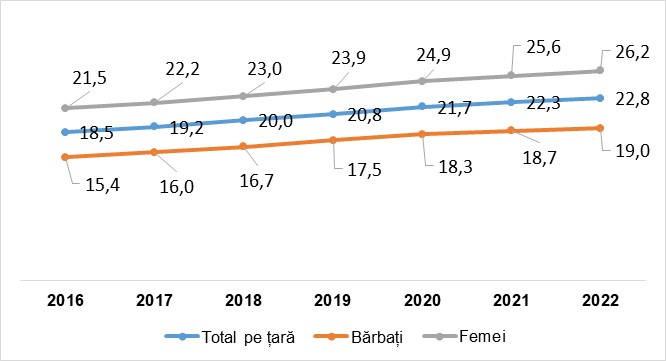 21,5 22,2 23,0 23,9 24,9 25,6 26,2
18,5 19,2 20,0 20,8 21,7 22,3 22,8
15,4 16,0 16,7 17,5 18,3 18,7 19,0
2016 2017 2018 2019 2020 2021 2022
Total pe țară Bărbați Femei